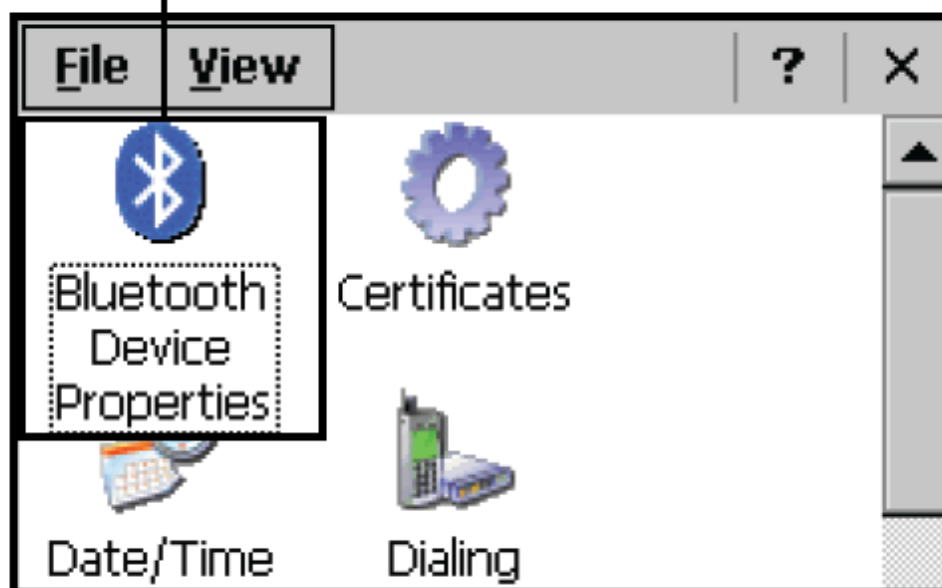 File View ? ×
Bluetooth
Device
Properties
Certificates
Date/Time
Dialing